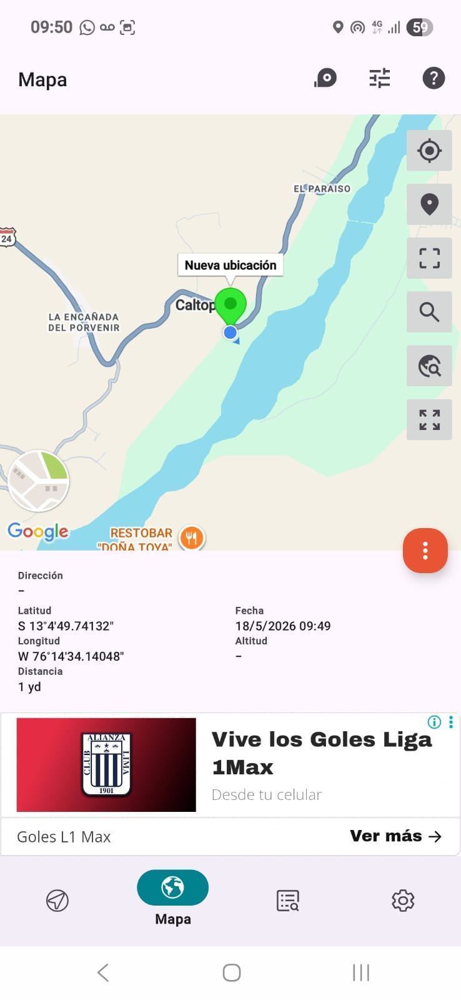 09:50
4G
59
Mapa
EL PARAISO
24
Nueva ubicación
Caltop
LA ENCAÑADA
DEL PORVENIR
Google
RESTOBAR
"DOÑA TOYA"
Dirección
–
Latitud
S 13°4'49.74132"
Fecha
18/5/2026 09:49
Longitud
W 76°14'34.14048"
Altitud
–
Distancia
1 yd
ALIANZA
CLUB
LIMA
1901
Vive los Goles Liga
1Max
Desde tu celular
Goles L1 Max
Ver más →
Mapa